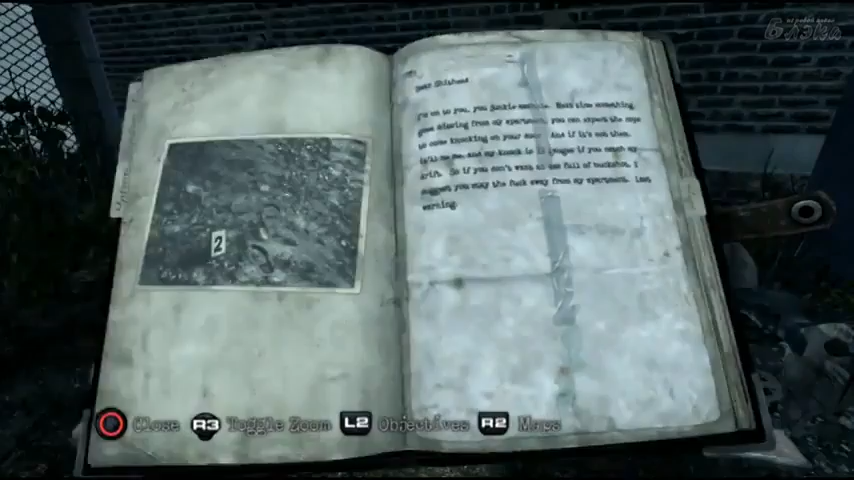 Dear Shithead
I'm on to you, you junkie asshole. Next time something
goes missing from my apartment, you can expect the cops
to come knocking on your door. And if it's not them,
it'll be me. And my knock is 12 gauges if you catch my
drift. So if you don't want an ass full of buckshot, I
suggest you stay the fuck away from my apartment. Last
warning.
2
Close R3 Toggle Zoom L2 Objectives R2 Maps